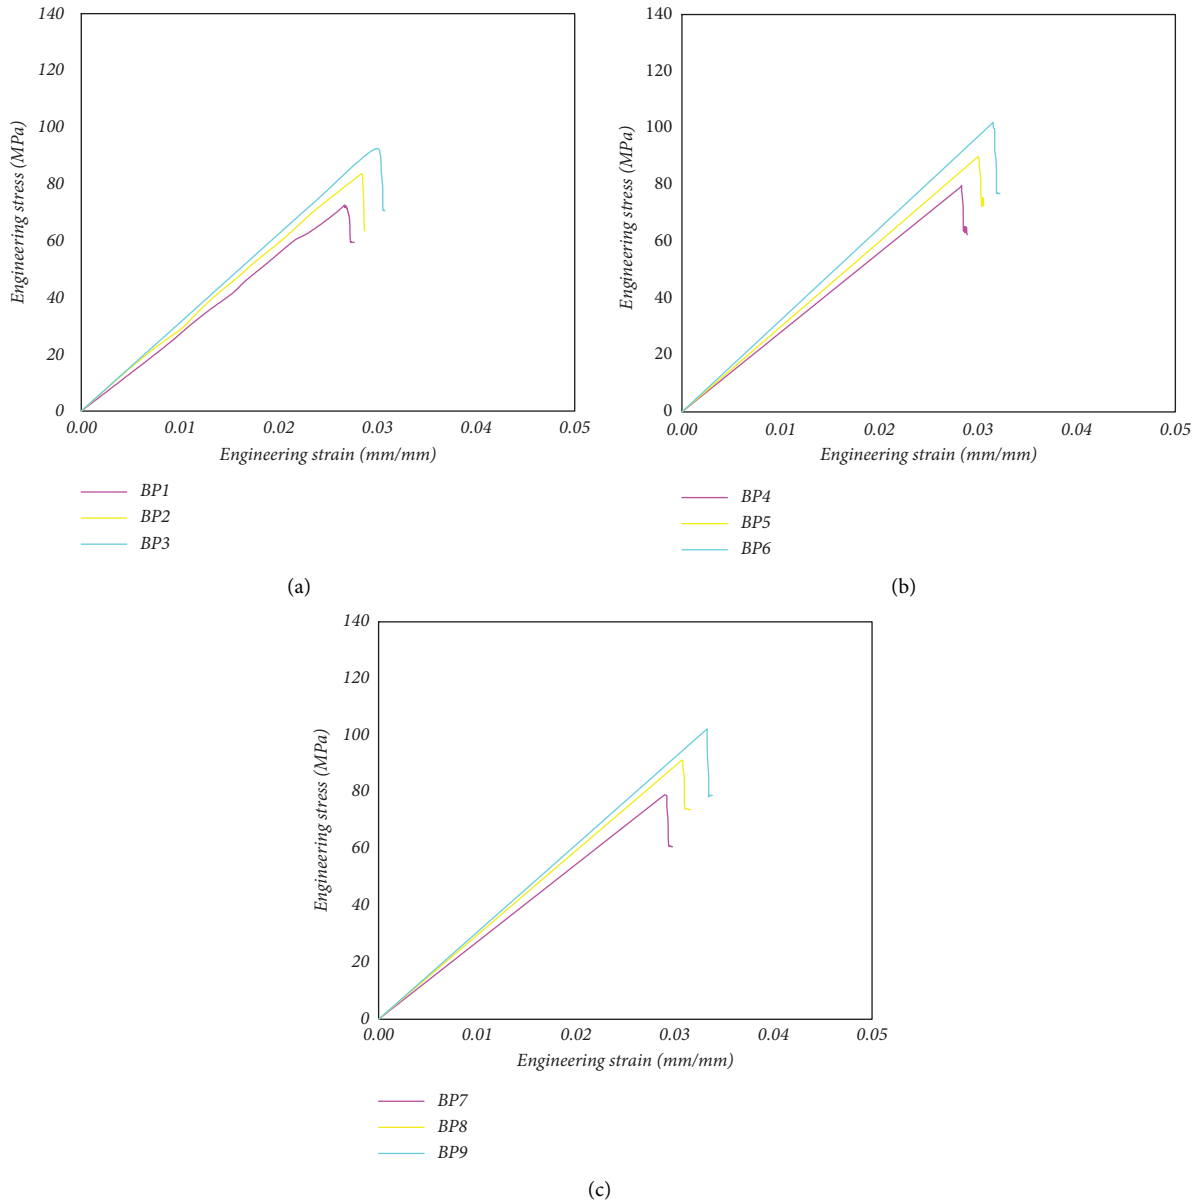 140
120
100
80
60
40
20
0
Engineering stress (MPa)
0.00 0.01 0.02 0.03 0.04 0.05
Engineering strain (mm/mm)
BP1
BP2
BP3
(a)
140
120
100
80
60
40
20
0
Engineering stress (MPa)
0.00 0.01 0.02 0.03 0.04 0.05
Engineering strain (mm/mm)
BP4
BP5
BP6
(b)
140
120
100
80
60
40
20
0
Engineering stress (MPa)
0.00 0.01 0.02 0.03 0.04 0.05
Engineering strain (mm/mm)
BP7
BP8
BP9
(c)